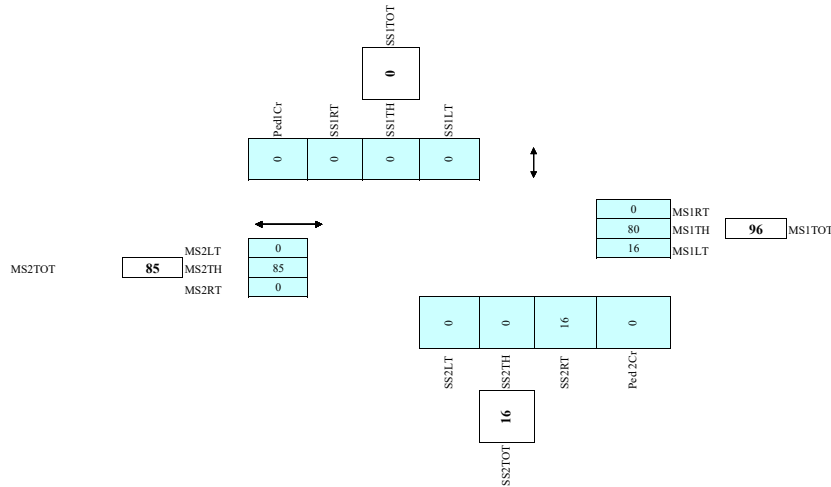 SS1TOT
0
Ped1Cr SS1RT SS1TH SS1LT
0 0 0 0
0 MS1RT
80 MS1TH 96 MS1TOT
16 MS1LT
MS2LT 0
MS2TOT 85 MS2TH 85
MS2RT 0
0 0 16 0
SS2LT SS2TH SS2RT Ped2Cr
16
SS2TOT